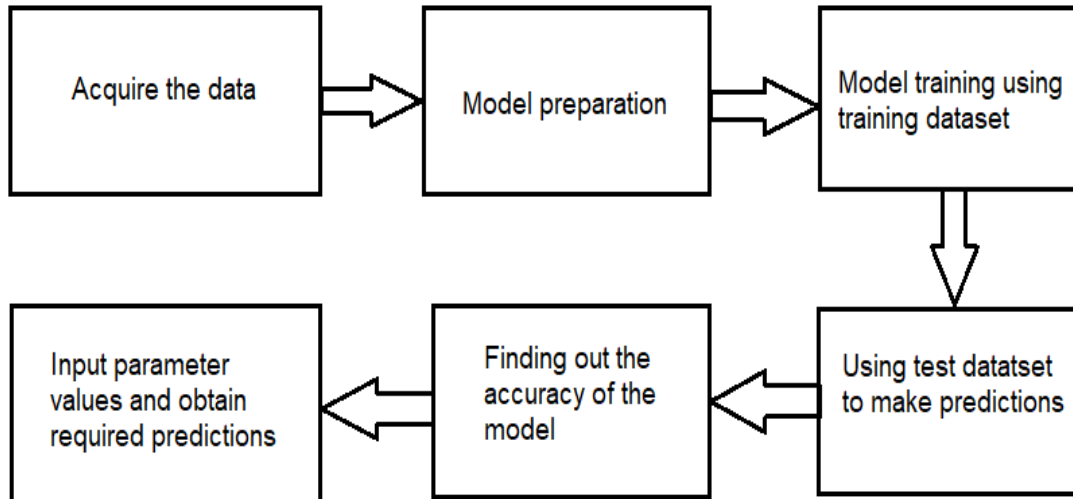 Acquire the data
Model preparation
Model training using
training dataset
Using test datatset
to make predictions
Finding out the
accuracy of the
model
Input parameter
values and obtain
required predictions